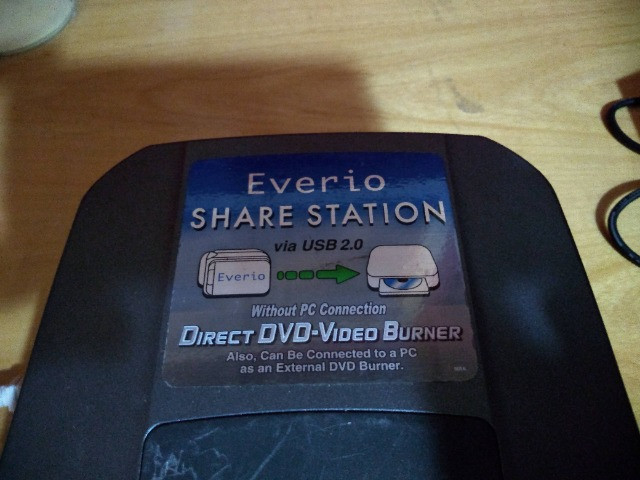 Everio
SHARE STATION
via USB 2.0
Everio
Without PC Connection
DIRECT DVD-VIDEO BURNER
Also, Can Be Connected to a PC
as an External DVD Burner.